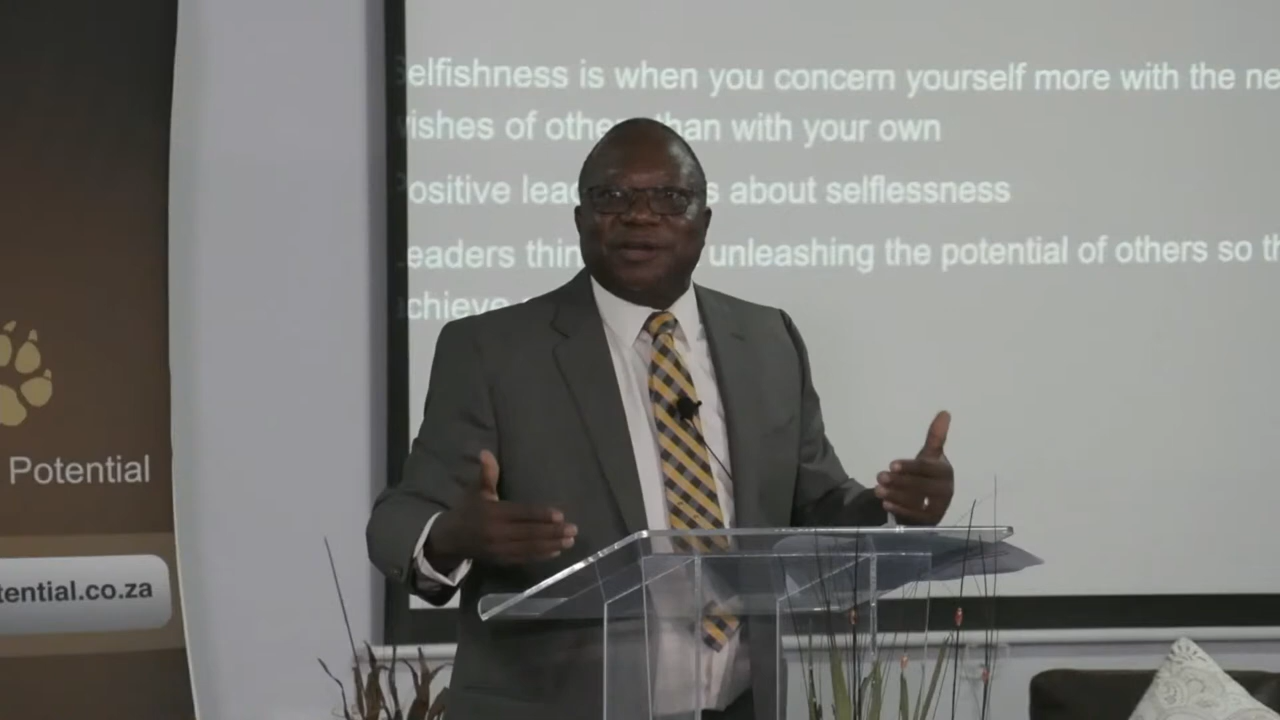 elfishness is when you concern yourself more with the ne
ishes of othe than with your own
ositive lea s about selflessness
eaders thin unleashing the potential of others so th
chieve
Potential
tential.co.za